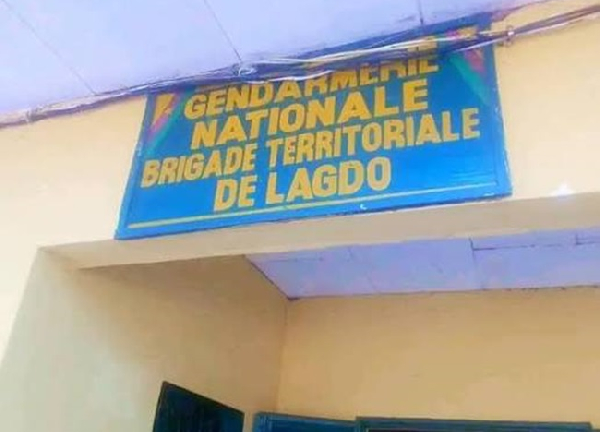 GENDARMERIE
NATIONALE
BRIGADE TERRITORIALE
DE LAGDO